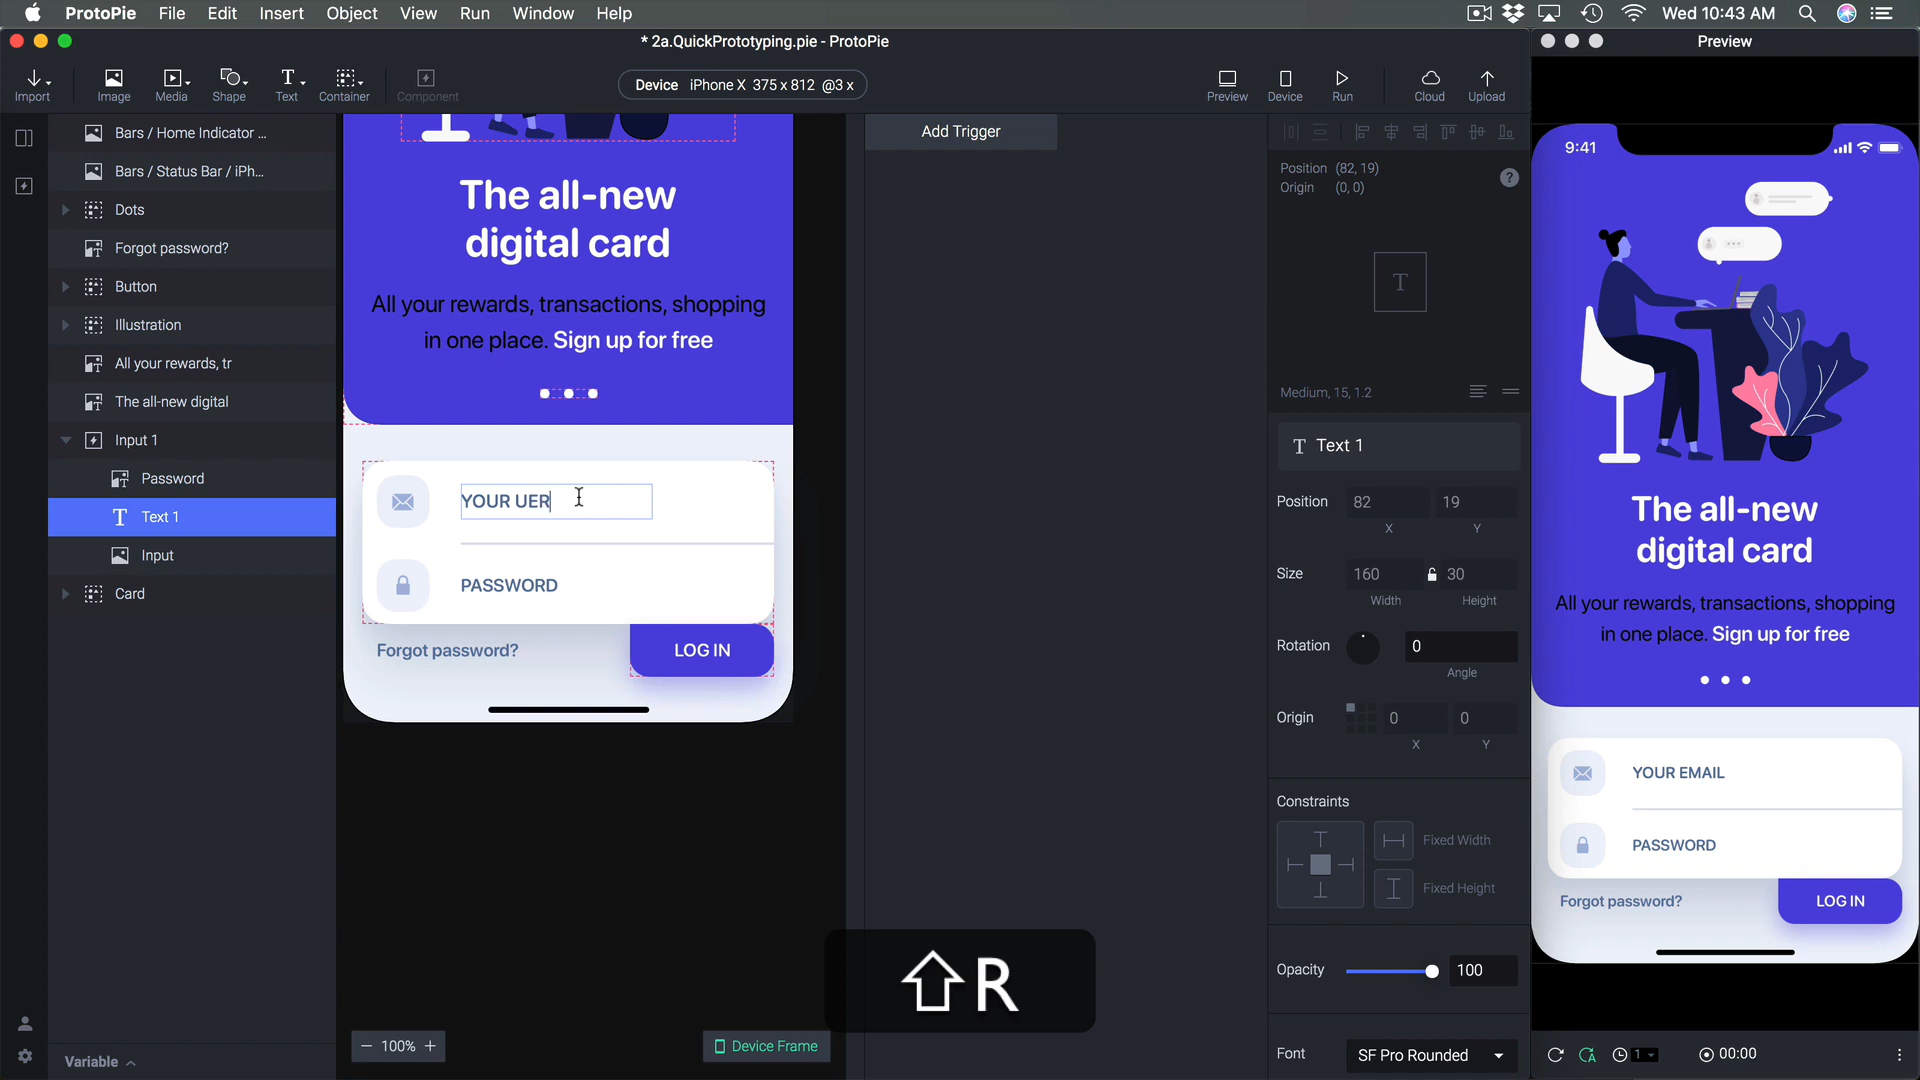 ProtoPie File Edit Insert Object View Run Window Help
Wed 10:43 AM
* 2a.QuickPrototyping.pie - ProtoPie
Preview
Import Image Media Shape Text Container Component
Device iPhone X 375 x 812 @3 x
Preview Device Run Cloud Upload
Bars / Home Indicator ...
Bars / Status Bar / iPh...
Dots
Forgot password?
Button
Illustration
All your rewards, tr
The all-new digital
Input 1
Password
T Text 1
Input
Card
Variable
The all-new
digital card
All your rewards, transactions, shopping
in one place. Sign up for free
YOUR UER
PASSWORD
Forgot password?
LOG IN
100%
Device Frame
Add Trigger
R
Position (82, 19)
Origin (0, 0)
?
T
Medium, 15, 1.2
T Text 1
Position 82 19
X Y
Size 160 30
Width Height
Rotation 0
Angle
Origin 0 0
X Y
Constraints
Fixed Width
Fixed Height
Opacity 100
Font SF Pro Rounded
9:41
The all-new
digital card
All your rewards, transactions, shopping
in one place. Sign up for free
YOUR EMAIL
PASSWORD
Forgot password?
LOG IN
A 1 00:00